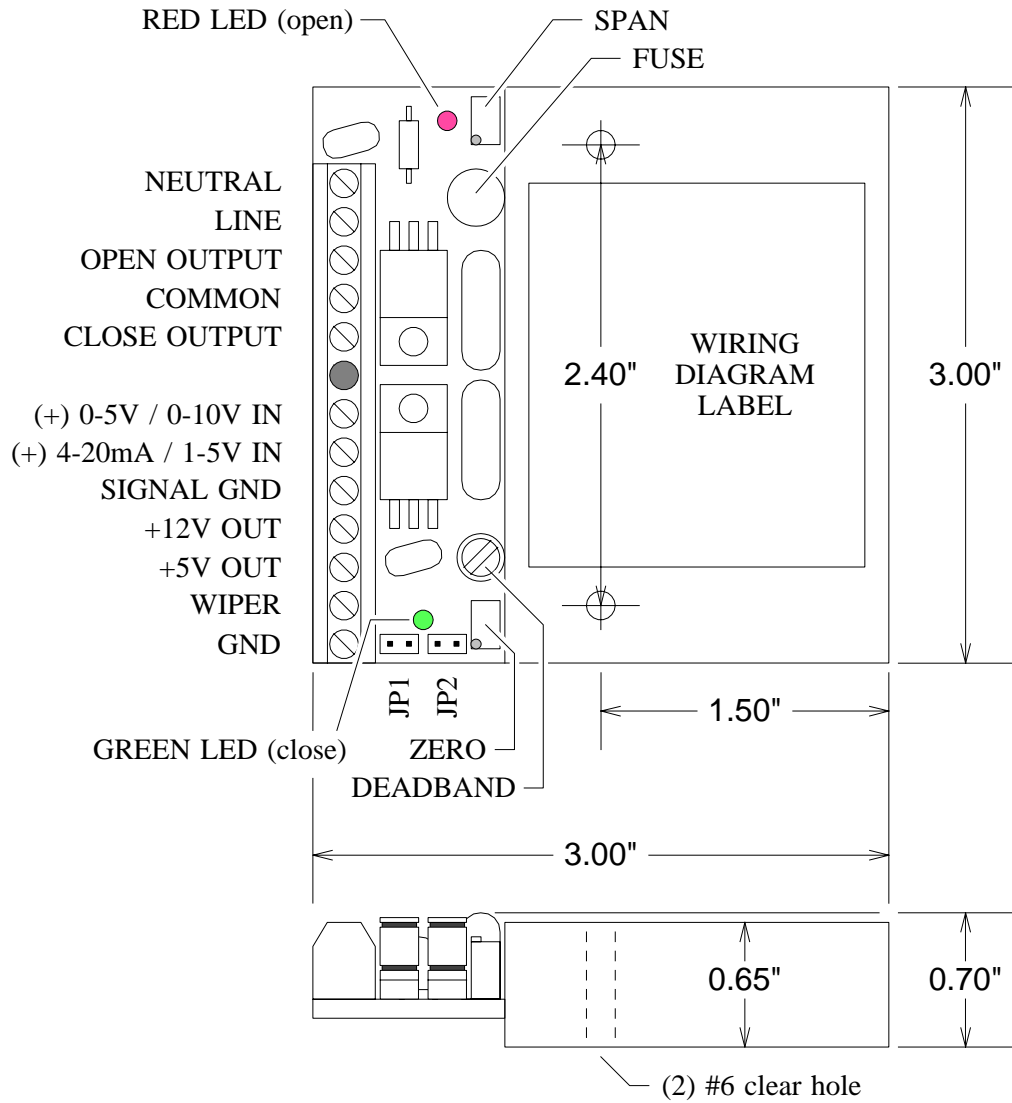 RED LED (open)
SPAN
FUSE
NEUTRAL
LINE
OPEN OUTPUT
COMMON
CLOSE OUTPUT
(+) 0-5V / 0-10V IN
(+) 4-20mA / 1-5V IN
SIGNAL GND
+12V OUT
+5V OUT
WIPER
GND
2.40"
WIRING
DIAGRAM
LABEL
3.00"
JP1
JP2
1.50"
GREEN LED (close)
ZERO
DEADBAND
3.00"
0.65"
0.70"
(2) #6 clear hole